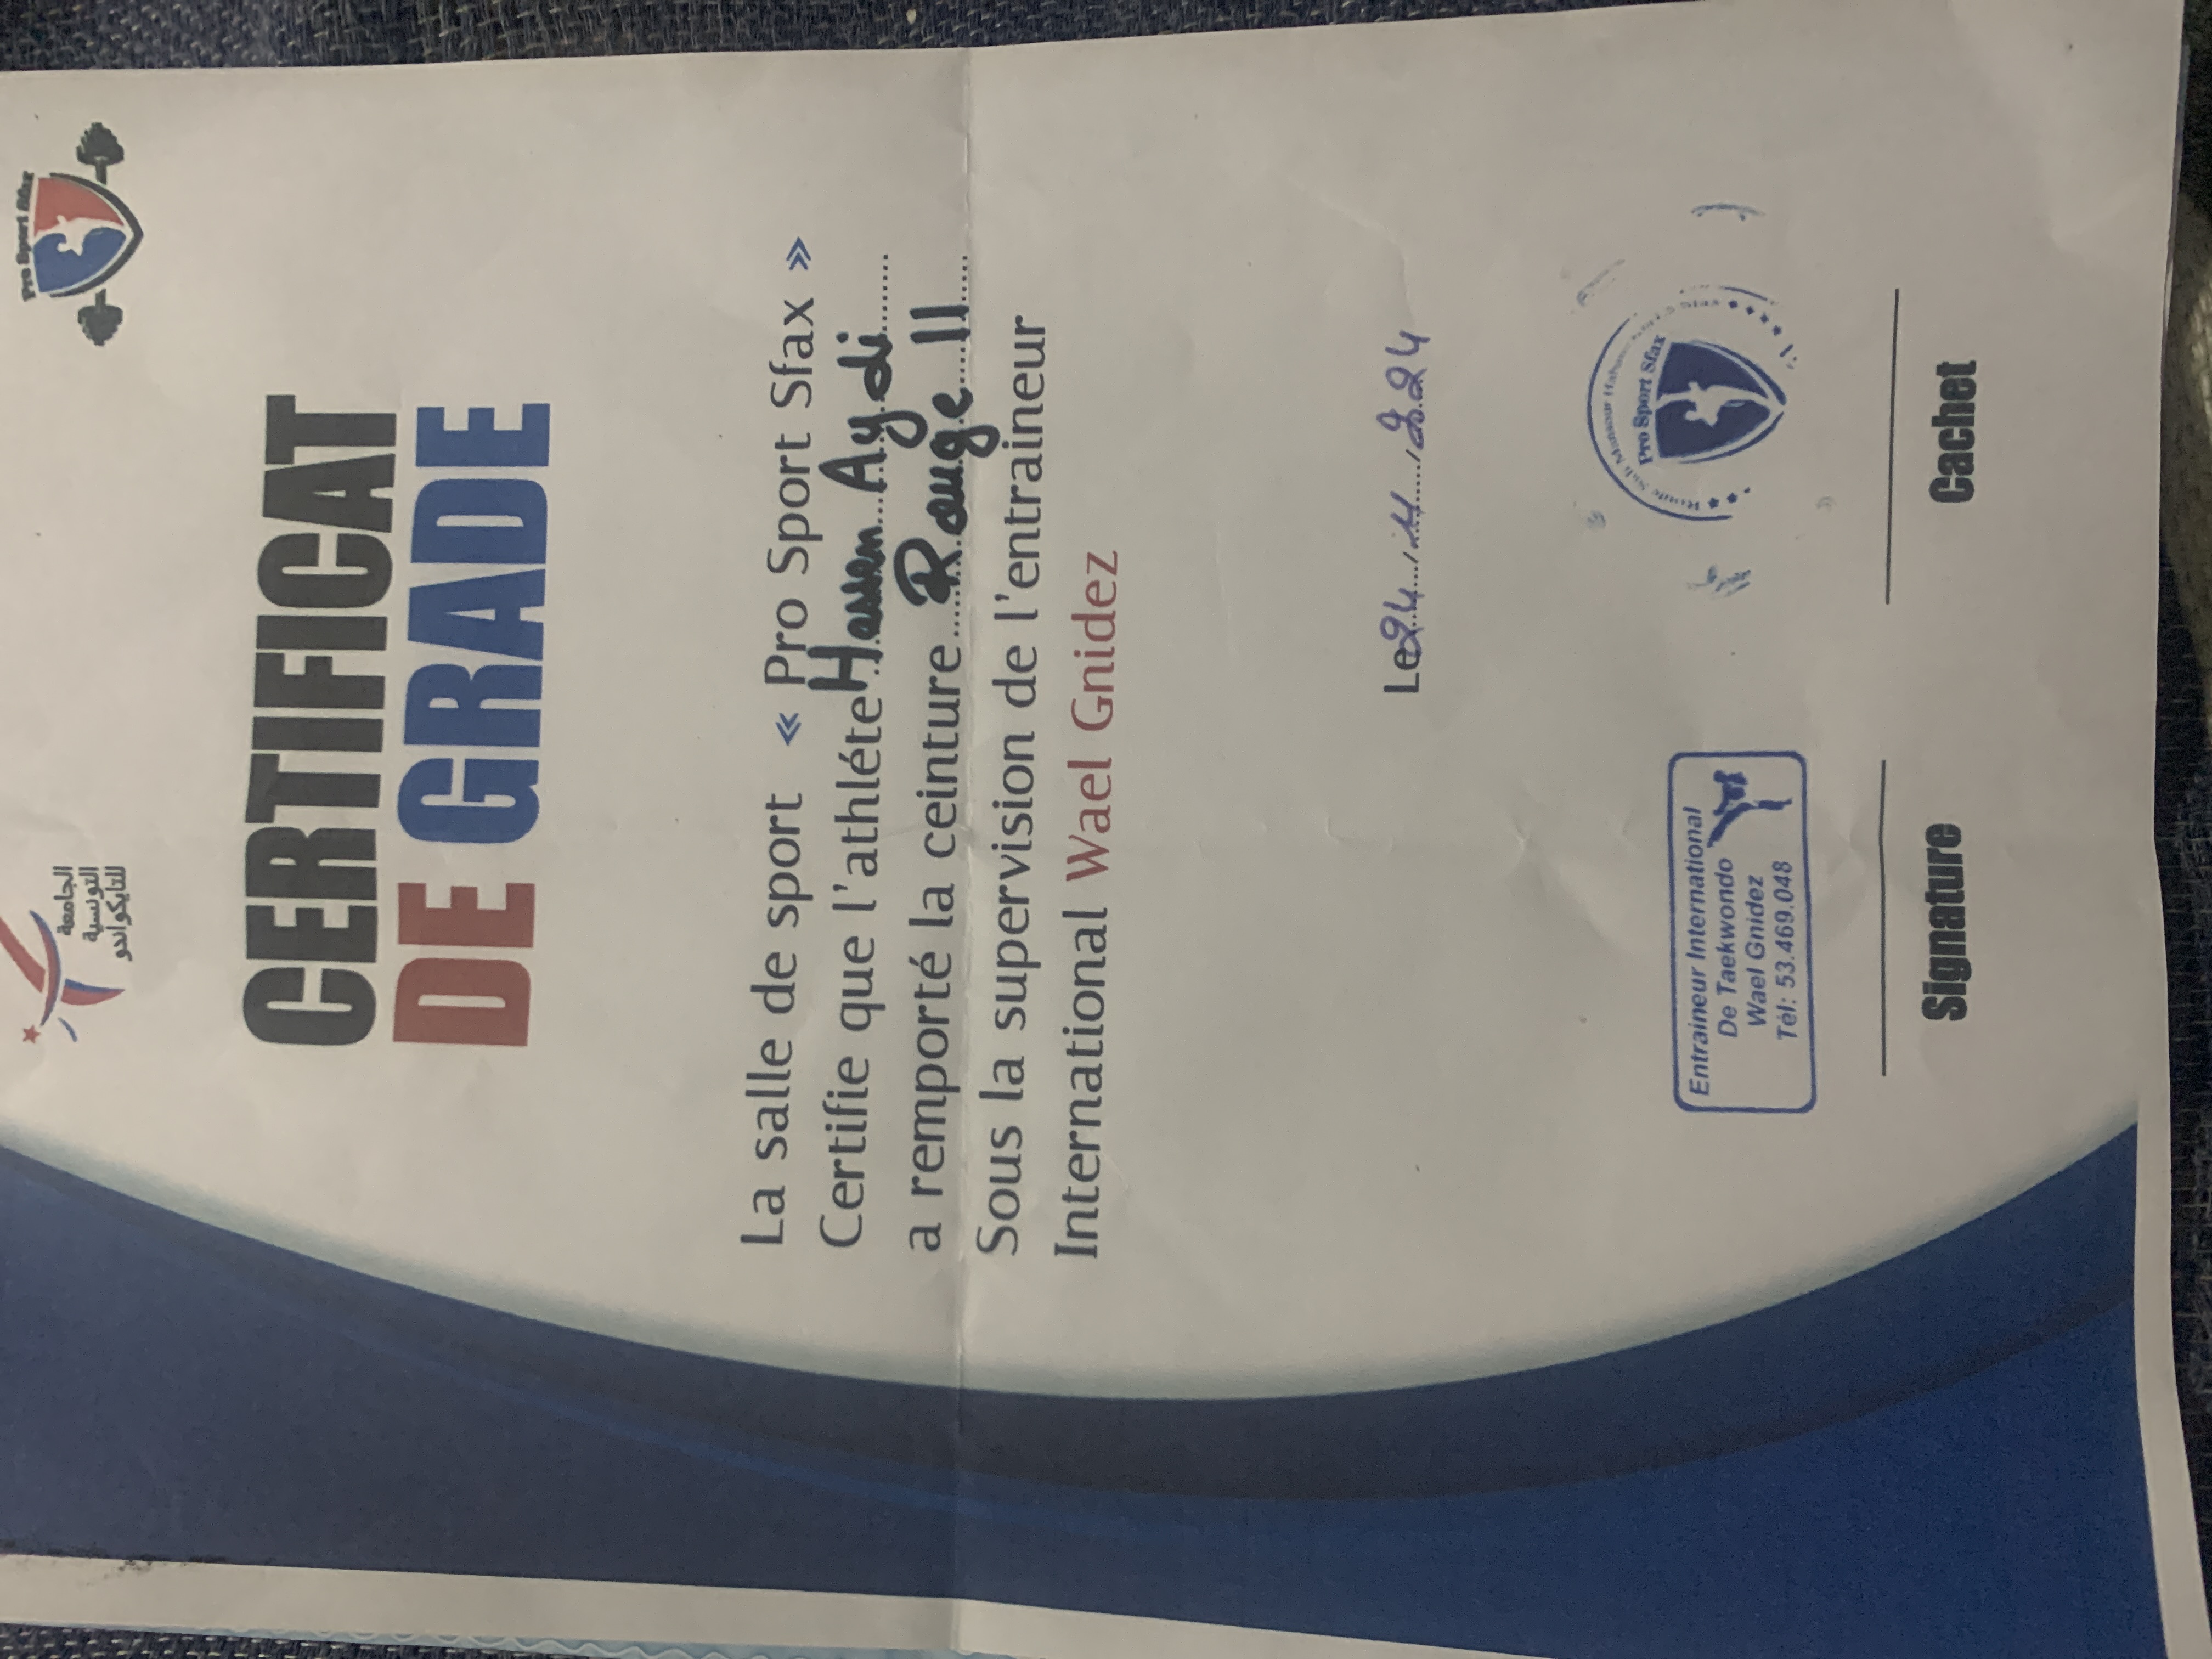 الجامعة
التونسية
للتايكواندو
Pro Sport Sfax
CERTIFICAT
DE GRADE
La salle de sport « Pro Sport Sfax »
Certifie que l'athléte Hassen Aydi
a remporté la ceinture Rouge II
Sous la supervision de l'entraineur
International Wael Gnidez
Le 24/11/2024
Entraineur International
De Taekwondo
Wael Gnidez
Tél: 53.469.048
Pro Sport Sfax
Signature
Cachet